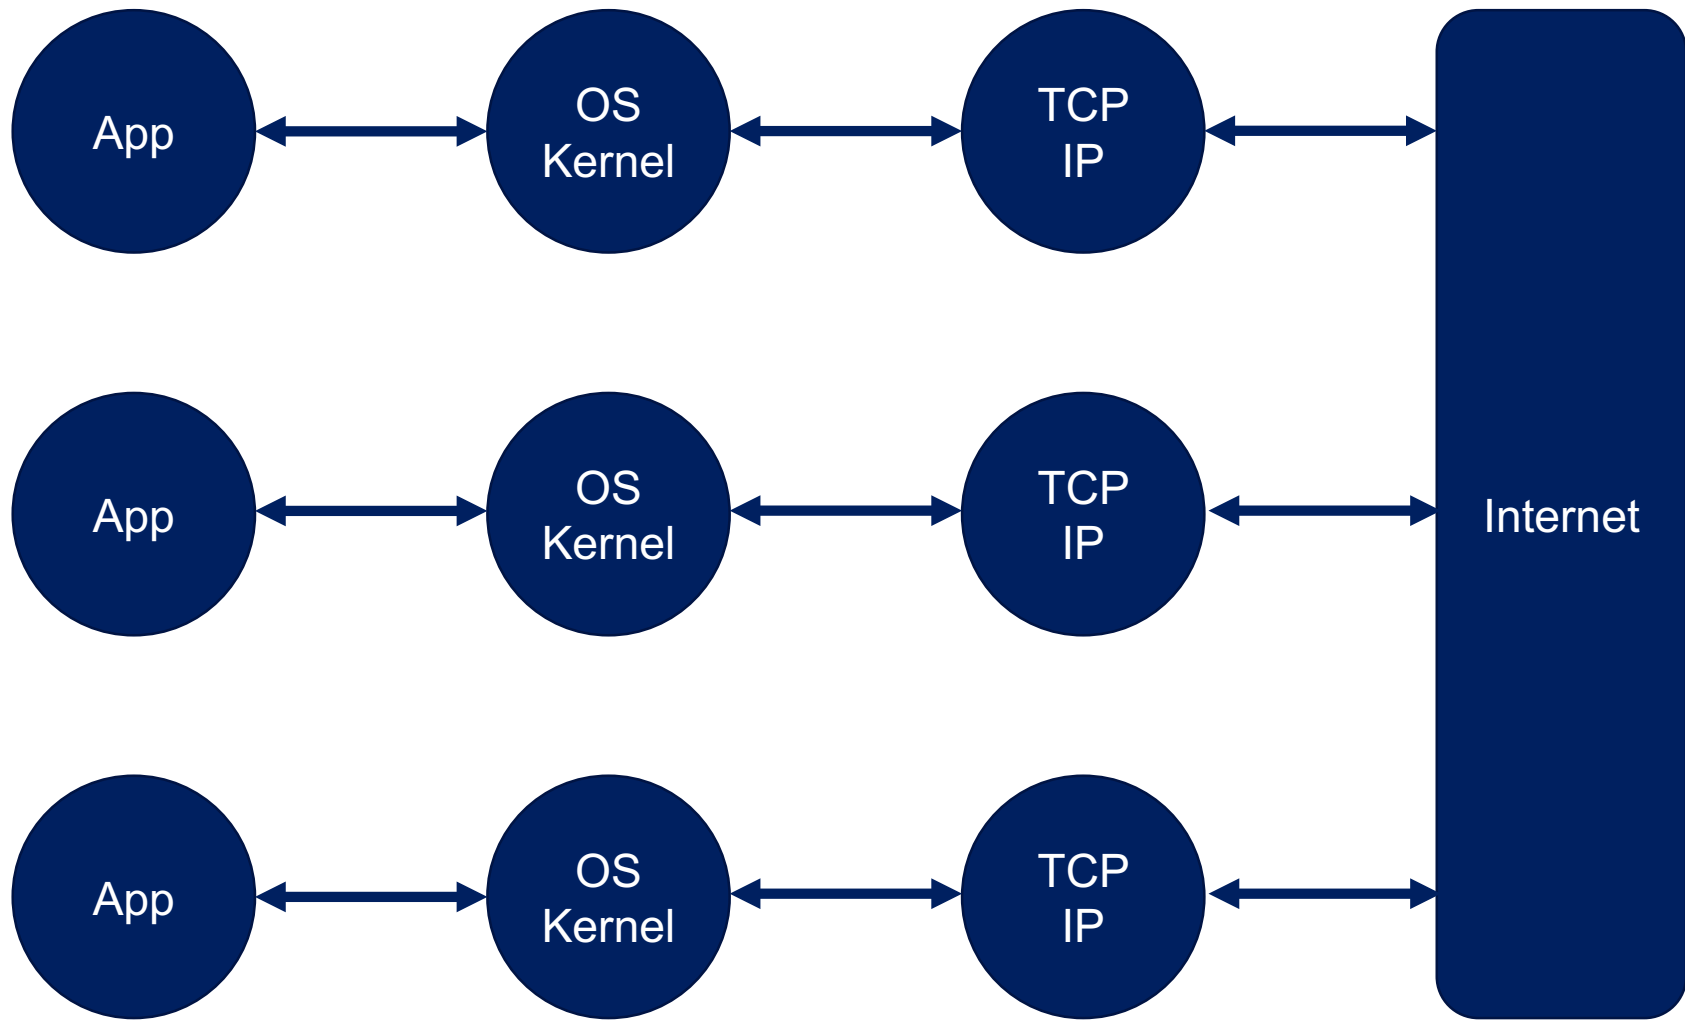 App
OS
Kernel
TCP
IP
App
OS
Kernel
TCP
IP
Internet
App
OS
Kernel
TCP
IP